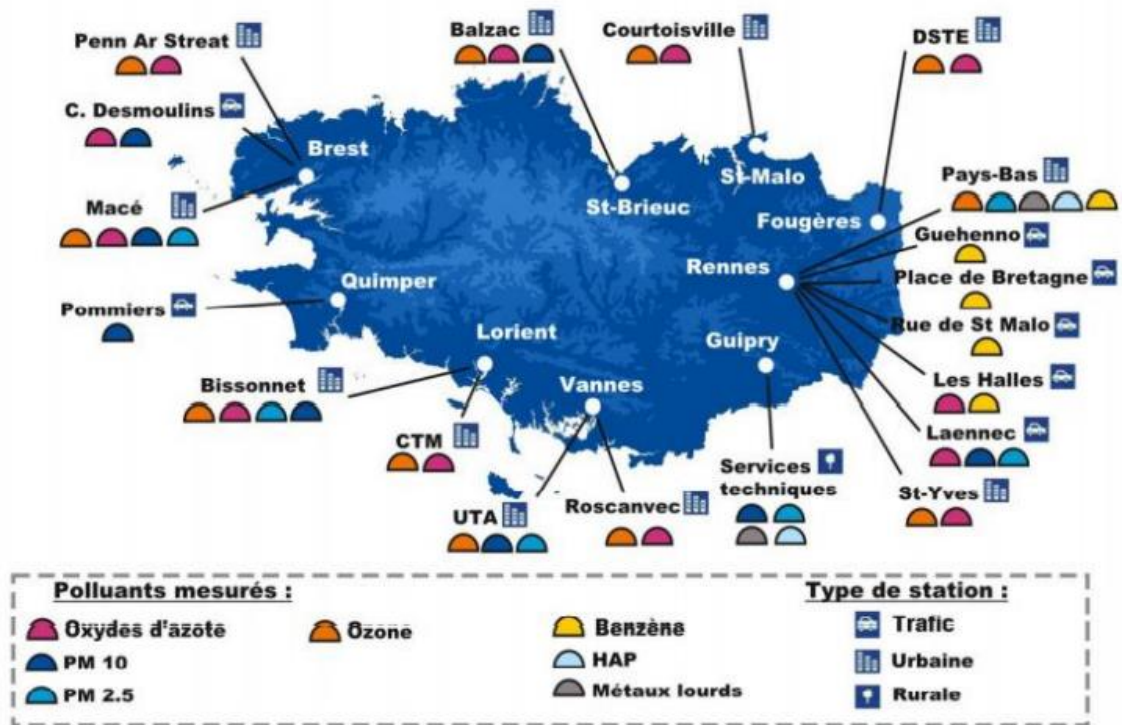 Penn Ar Streat
Balzac
Courtoisville
DSTE
C. Desmoulins
Brest
St-Malo
Pays-Bas
Macé
St-Brieuc
Fougères
Guehenno
Quimper
Rennes
Place de Bretagne
Pommiers
Rue de St Malo
Lorient
Guipry
Bissonnet
Vannes
Les Halles
CTM
Laennec
Services
techniques
UTA
Roscanvec
St-Yves
Polluants mesurés :
Type de station :
Oxydes d'azote
Ozone
Benzène
Trafic
PM 10
HAP
Urbaine
PM 2.5
Métaux lourds
Rurale